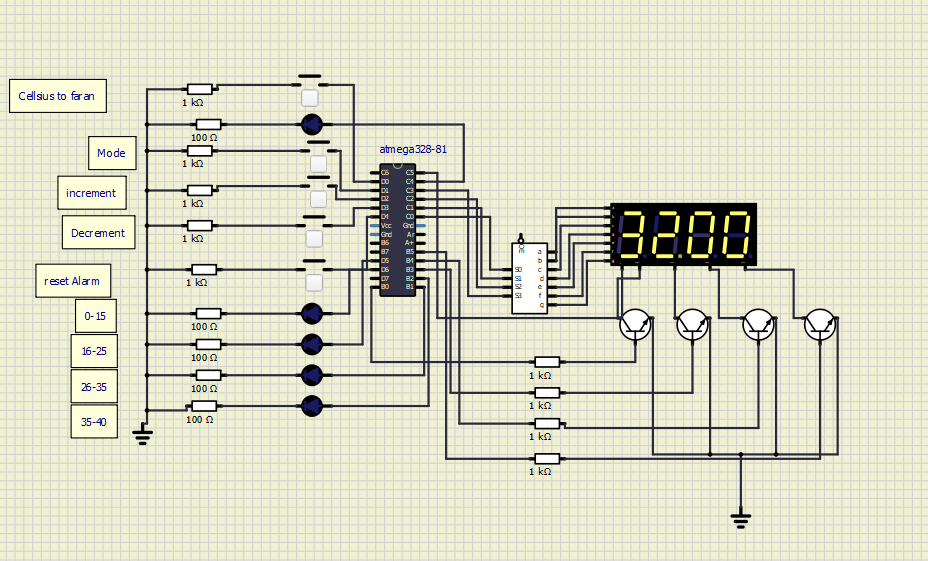 Cellsius to faran
1 kΩ
100 Ω
Mode
1 kΩ
atmega328-81
increment
1 kΩ
Decrement
1 kΩ
reset Alarm
1 kΩ
0-15
100 Ω
16-25
100 Ω
26-35
100 Ω
35-40
100 Ω
C6 C5
D0 C4
D1 C3
D2 C2
D3 C1
D4 C0
Vcc Gnd
Gnd Ar
B6 A+
B7 B5
D5 B4
D6 B3
D7 B2
B0 B1
a
b
S0 c
S1 d
S2 e
S3 f
g
1 kΩ
1 kΩ
1 kΩ
1 kΩ